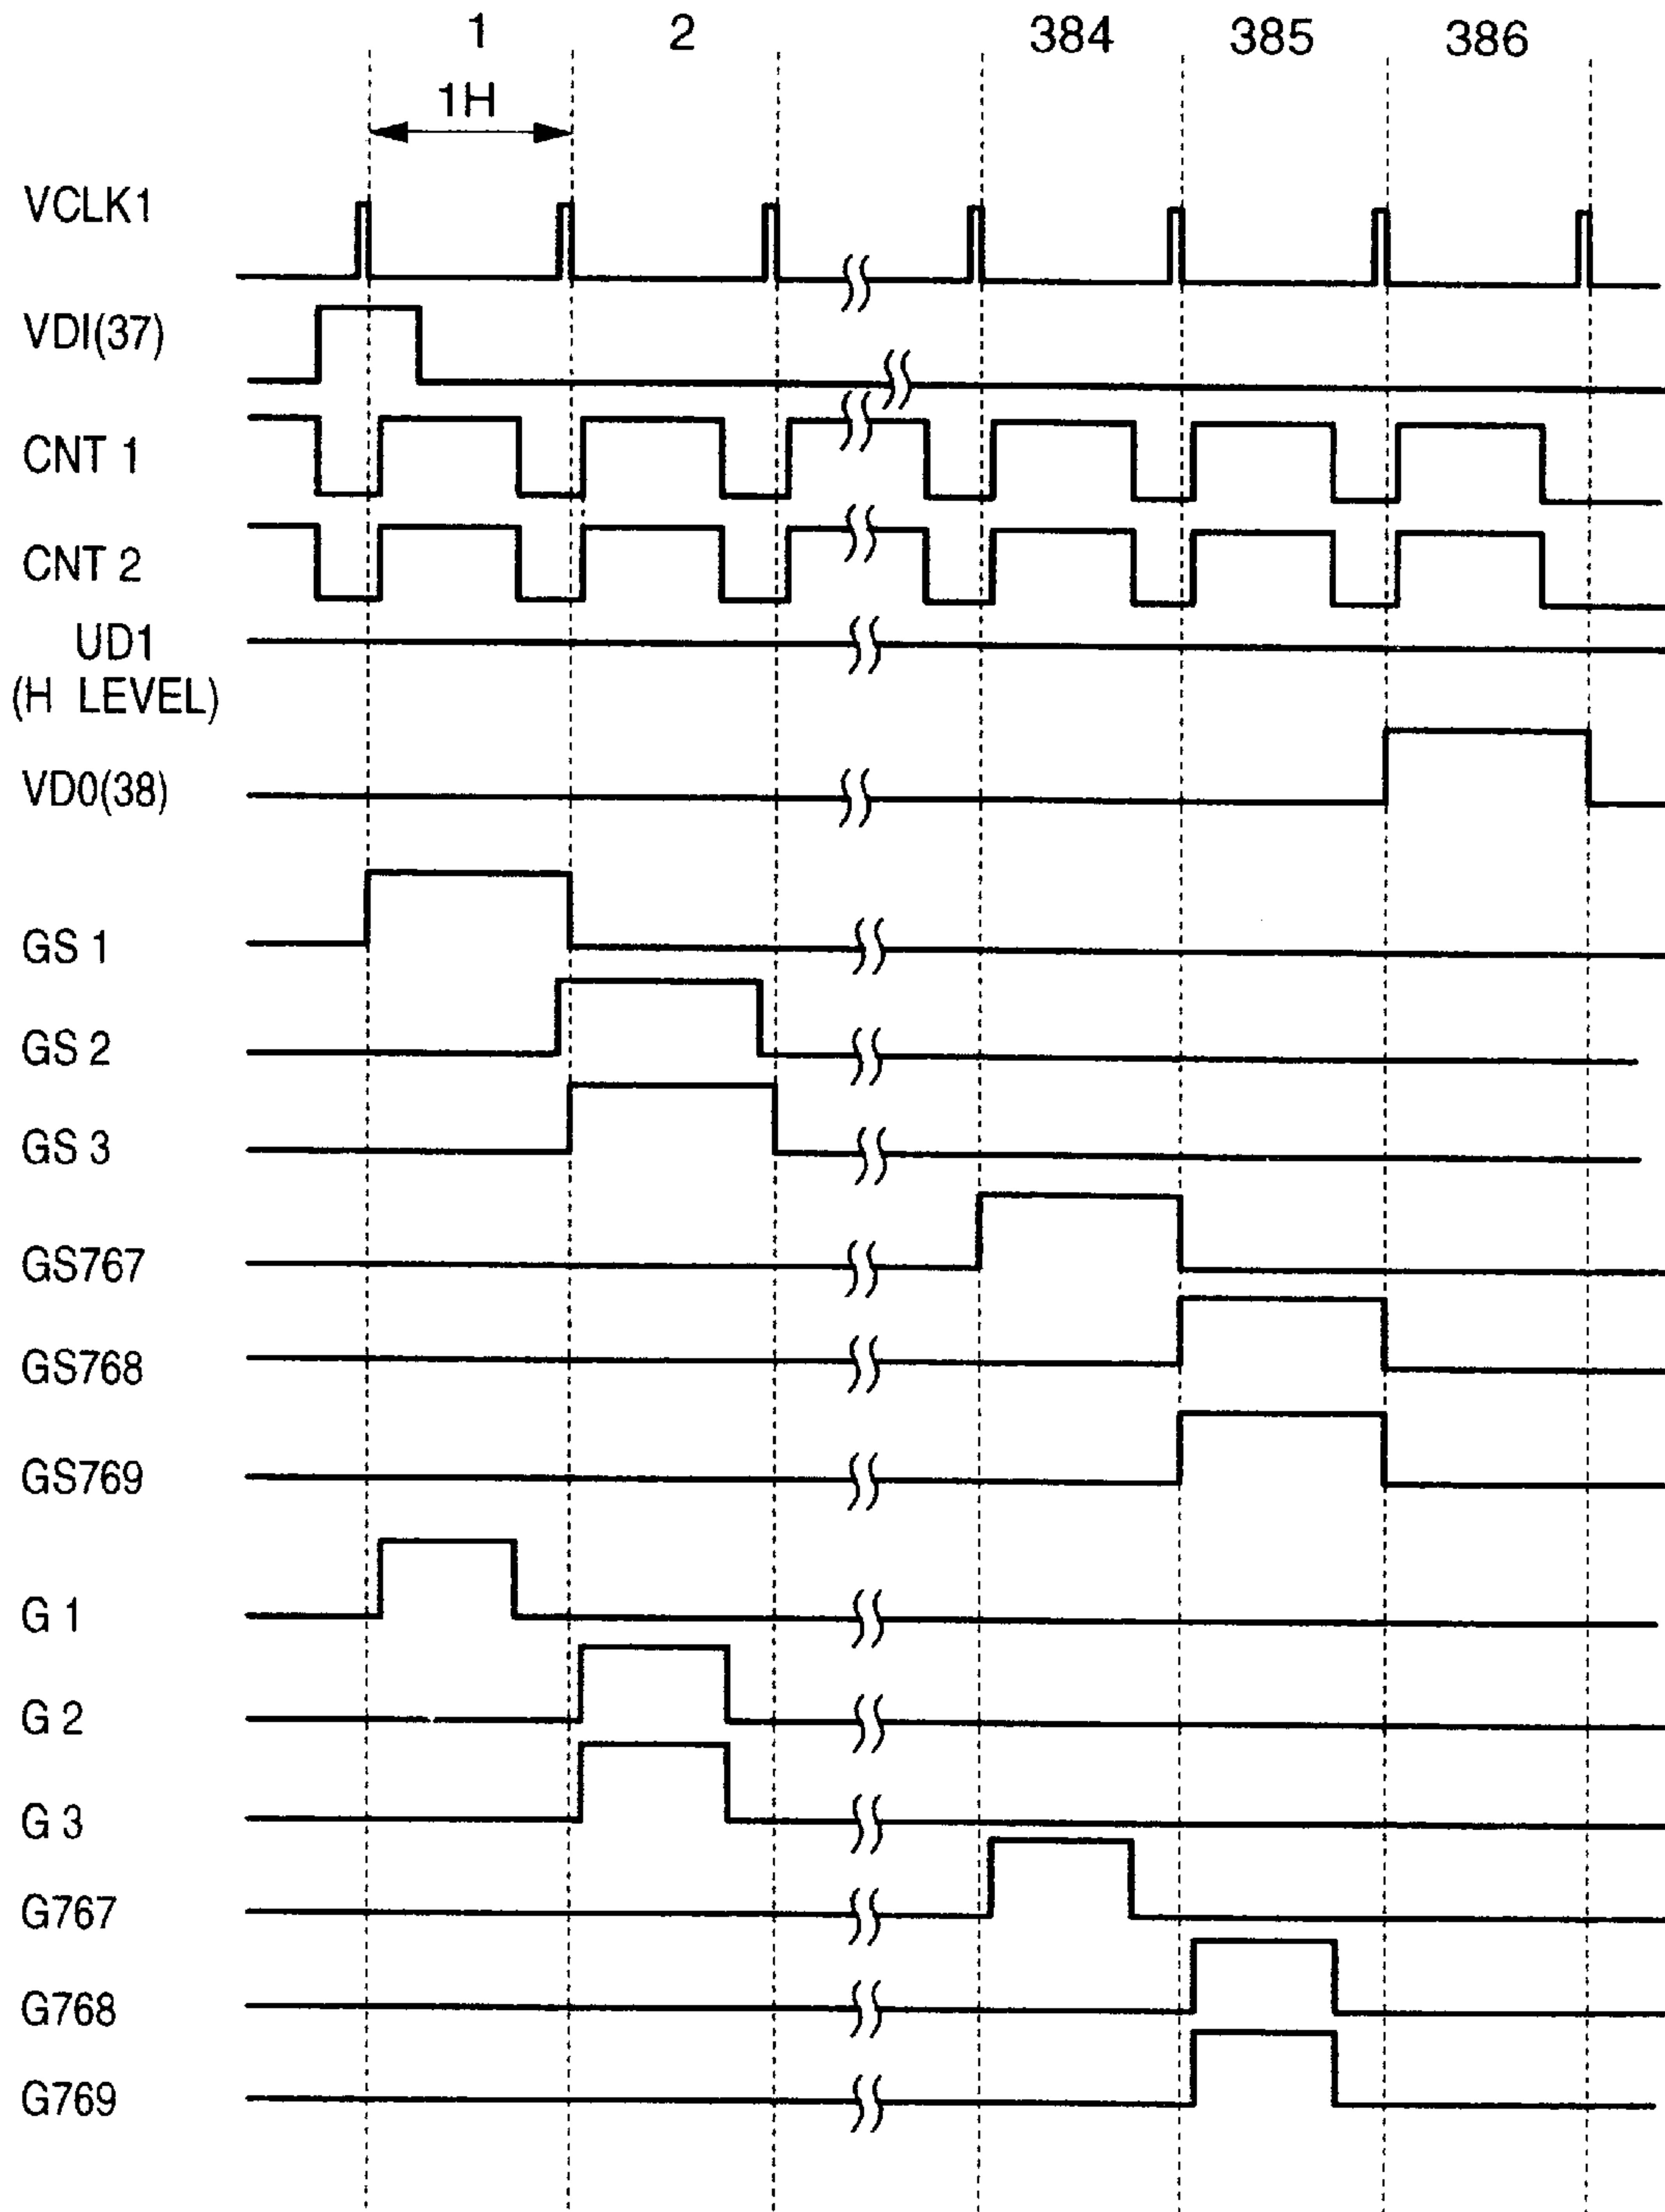 1 2 384 385 386
1H
VCLK1
VDI(37)
CNT 1
CNT 2
UD1
(H LEVEL)
VD0(38)
GS 1
GS 2
GS 3
GS767
GS768
GS769
G 1
G 2
G 3
G767
G768
G769